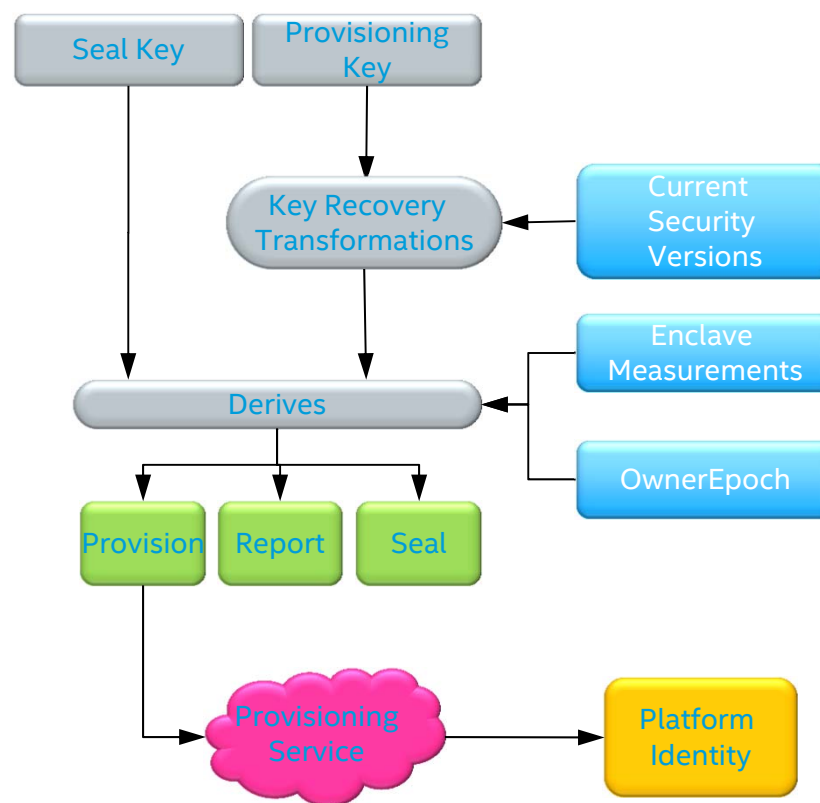 Seal Key
Provisioning
Key
Key Recovery
Transformations
Current
Security
Versions
Enclave
Measurements
Derives
OwnerEpoch
Provision
Report
Seal
Provisioning
Service
Platform
Identity